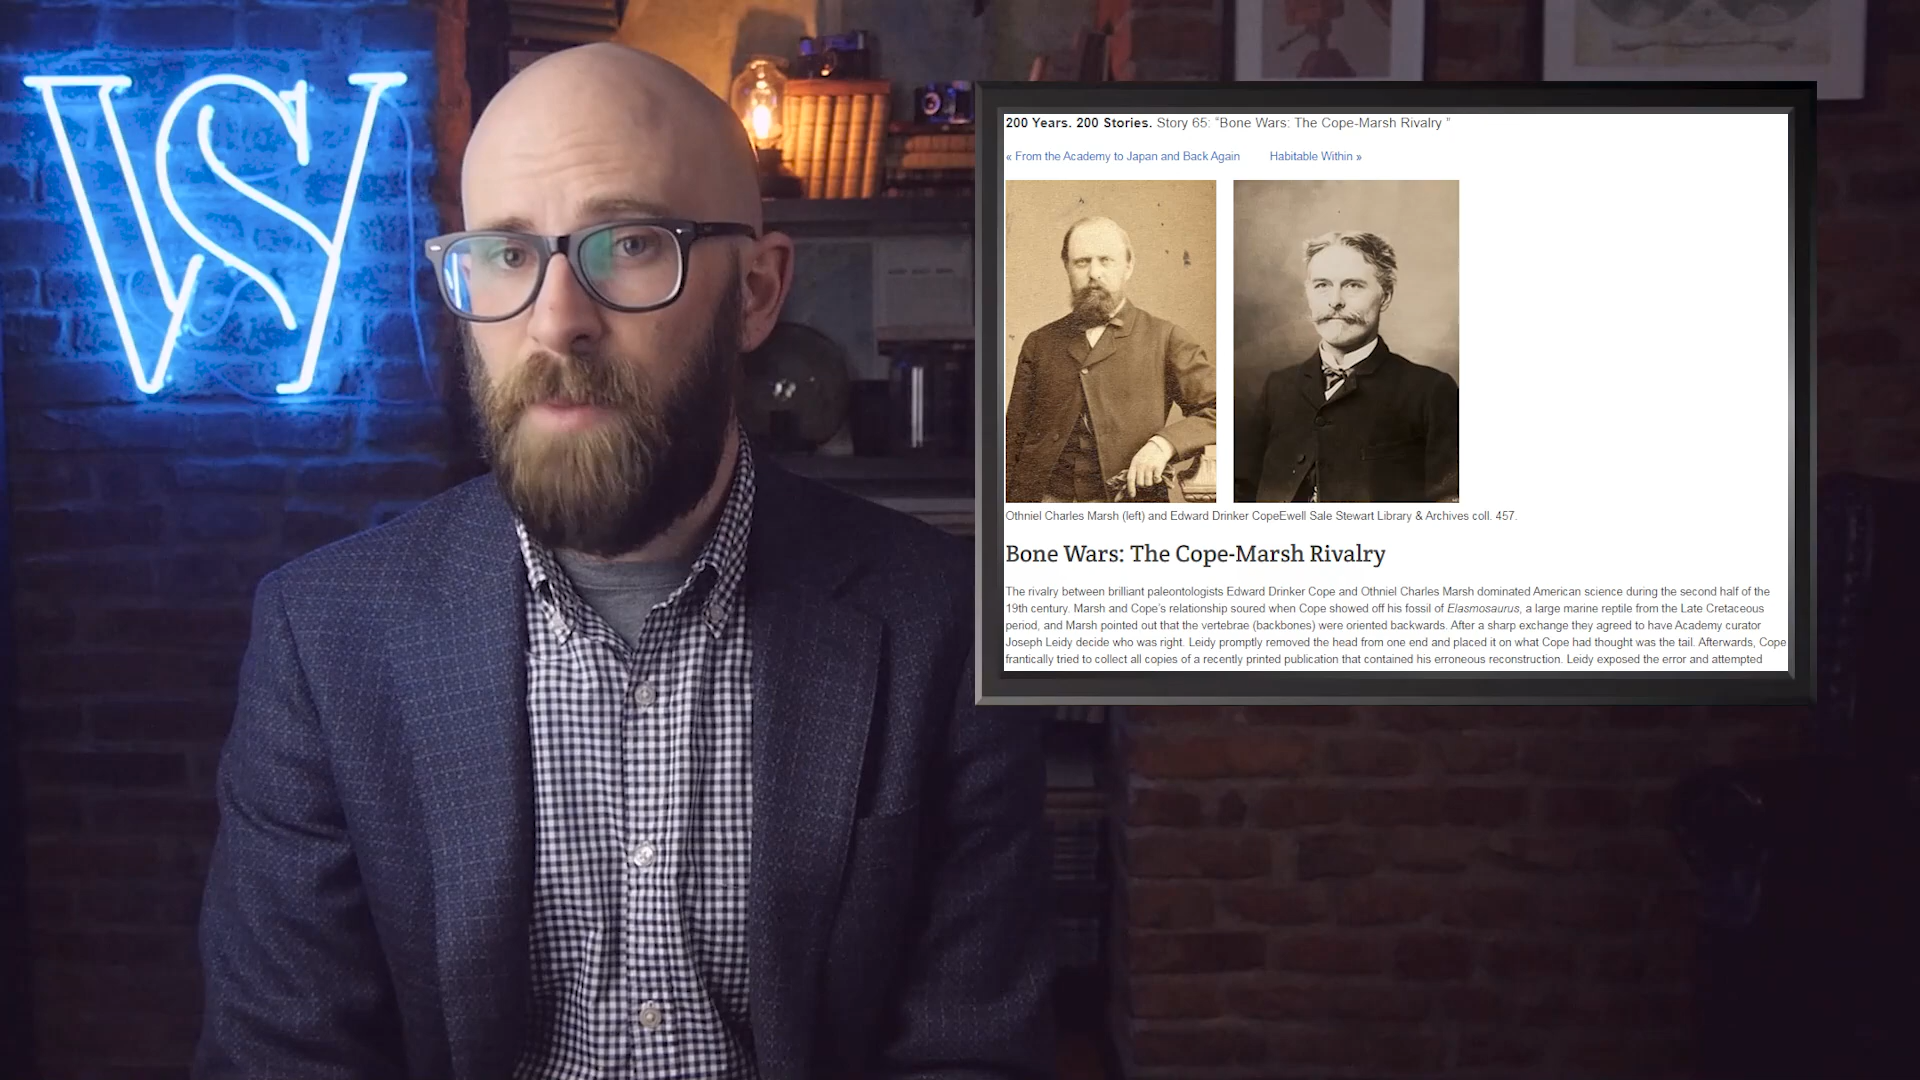 VS
200 Years. 200 Stories. Story 65: “Bone Wars: The Cope-Marsh Rivalry ”
« From the Academy to Japan and Back Again Habitable Within »
Othniel Charles Marsh (left) and Edward Drinker CopeEwell Sale Stewart Library & Archives coll. 457.
Bone Wars: The Cope-Marsh Rivalry
The rivalry between brilliant paleontologists Edward Drinker Cope and Othniel Charles Marsh dominated American science during the second half of the
19th century. Marsh and Cope's relationship soured when Cope showed off his fossil of Elasmosaurus, a large marine reptile from the Late Cretaceous
period, and Marsh pointed out that the vertebrae (backbones) were oriented backwards. After a sharp exchange they agreed to have Academy curator
Joseph Leidy decide who was right. Leidy promptly removed the head from one end and placed it on what Cope had thought was the tail. Afterwards, Cope
frantically tried to collect all copies of a recently printed publication that contained his erroneous reconstruction. Leidy exposed the error and attempted